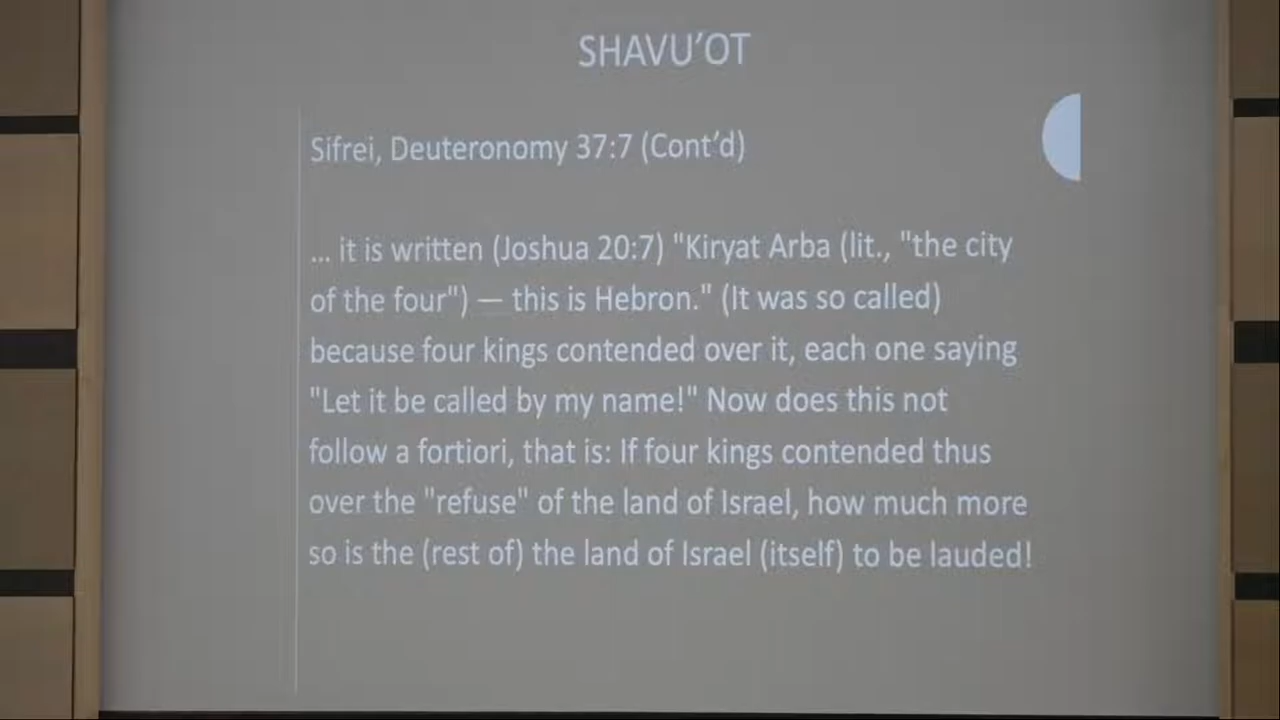 SHAVU'OT
Sifrei, Deuteronomy 37:7 (Cont'd)
... it is written (Joshua 20:7) "Kiryat Arba (lit., "the city
of the four") — this is Hebron." (It was so called)
because four kings contended over it, each one saying
"Let it be called by my name!" Now does this not
follow a fortiori, that is: If four kings contended thus
over the "refuse" of the land of Israel, how much more
so is the (rest of) the land of Israel (itself) to be lauded!